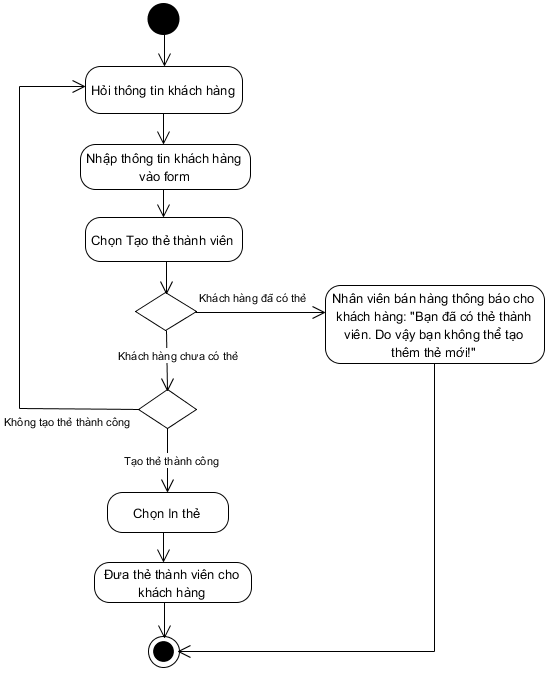 Hỏi thông tin khách hàng
Nhập thông tin khách hàng
vào form
Chọn Tạo thẻ thành viên
Khách hàng đã có thẻ
Nhân viên bán hàng thông báo cho
khách hàng: "Bạn đã có thẻ thành
viên. Do vậy bạn không thể tạo
thêm thẻ mới!"
Khách hàng chưa có thẻ
Không tạo thẻ thành công
Tạo thẻ thành công
Chọn In thẻ
Đưa thẻ thành viên cho
khách hàng